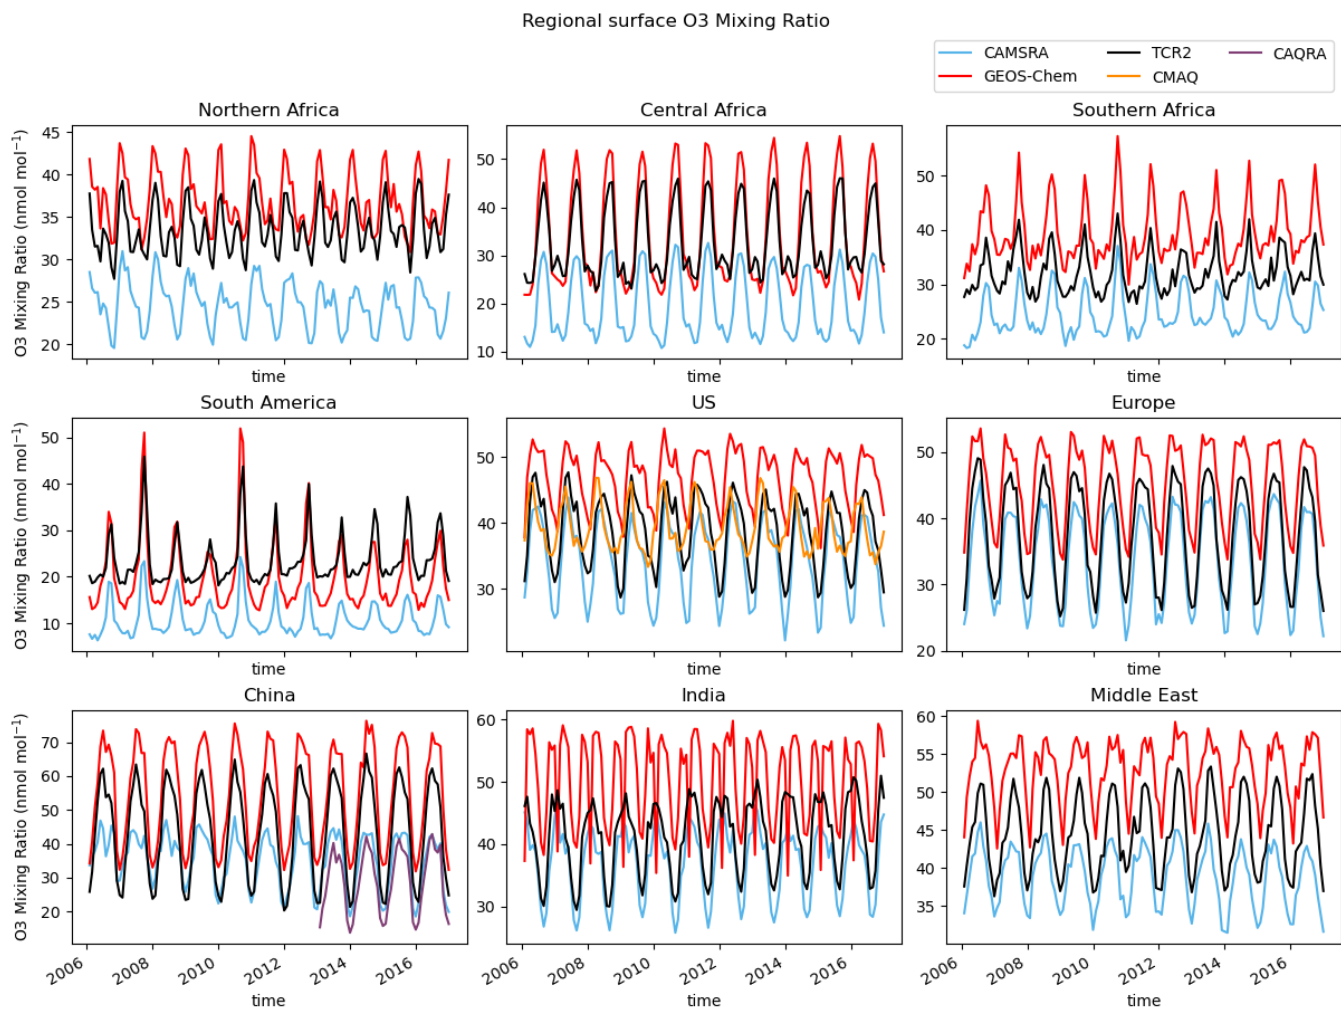 Regional surface O3 Mixing Ratio
CAMSRA TCR2 CAQRA
GEOS-Chem CMAQ
Northern Africa Central Africa Southern Africa
O3 Mixing Ratio (nmol mol⁻¹)
45
40
35
30
25
20
50
40
30
20
10
50
40
30
20
time time time
South America US Europe
O3 Mixing Ratio (nmol mol⁻¹)
50
40
30
20
10
50
40
30
60
50
40
30
20
time time time
China India Middle East
O3 Mixing Ratio (nmol mol⁻¹)
70
60
50
40
30
20
60
50
40
30
60
55
50
45
40
35
2006 2008 2010 2012 2014 2016
2006 2008 2010 2012 2014 2016
2006 2008 2010 2012 2014 2016
time time time